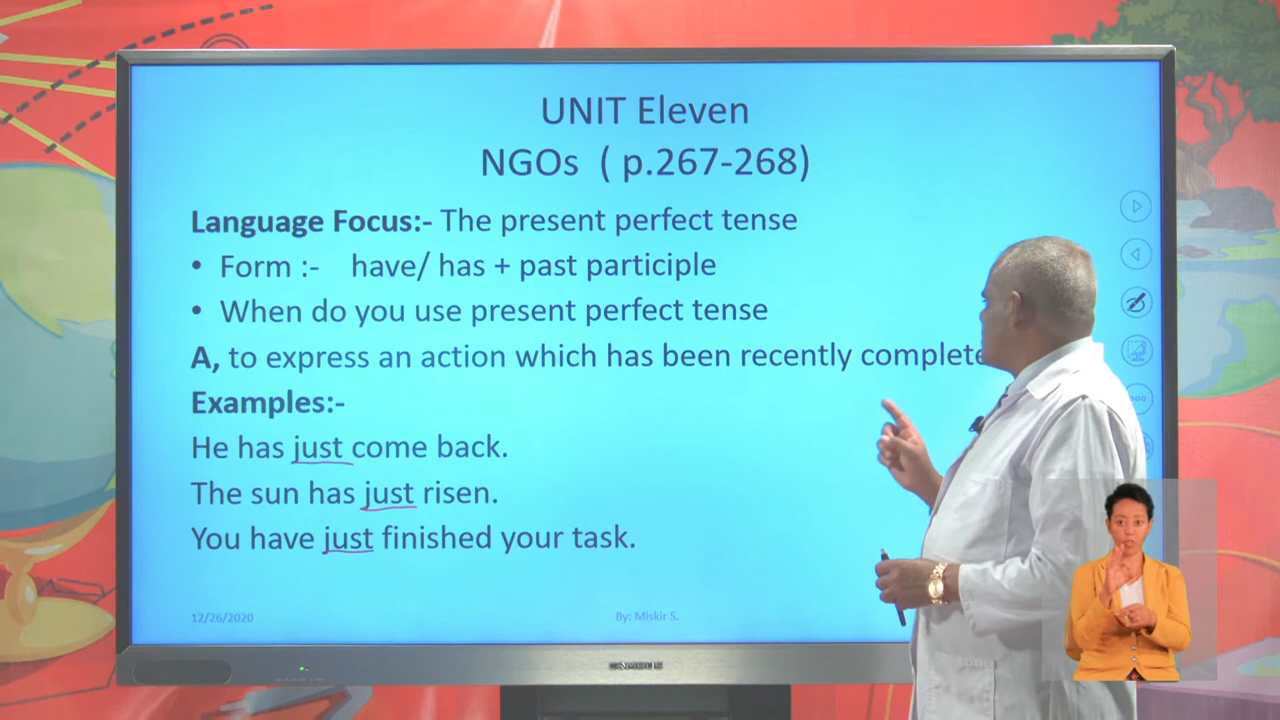 UNIT Eleven
NGOs ( p.267-268)
Language Focus:- The present perfect tense
• Form :- have/ has + past participle
• When do you use present perfect tense
A, to express an action which has been recently complete
Examples:-
He has just come back.
The sun has just risen.
You have just finished your task.
12/26/2020
By: Miskir S.